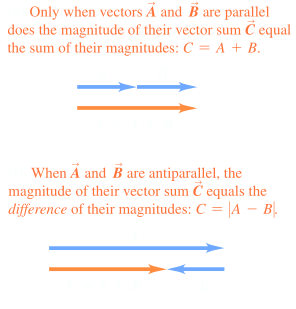 Only when vectors A⃗ and B⃗ are parallel
does the magnitude of their vector sum C⃗ equal
the sum of their magnitudes: C = A + B.
When A⃗ and B⃗ are antiparallel, the
magnitude of their vector sum C⃗ equals the
difference of their magnitudes: C = |A − B|.